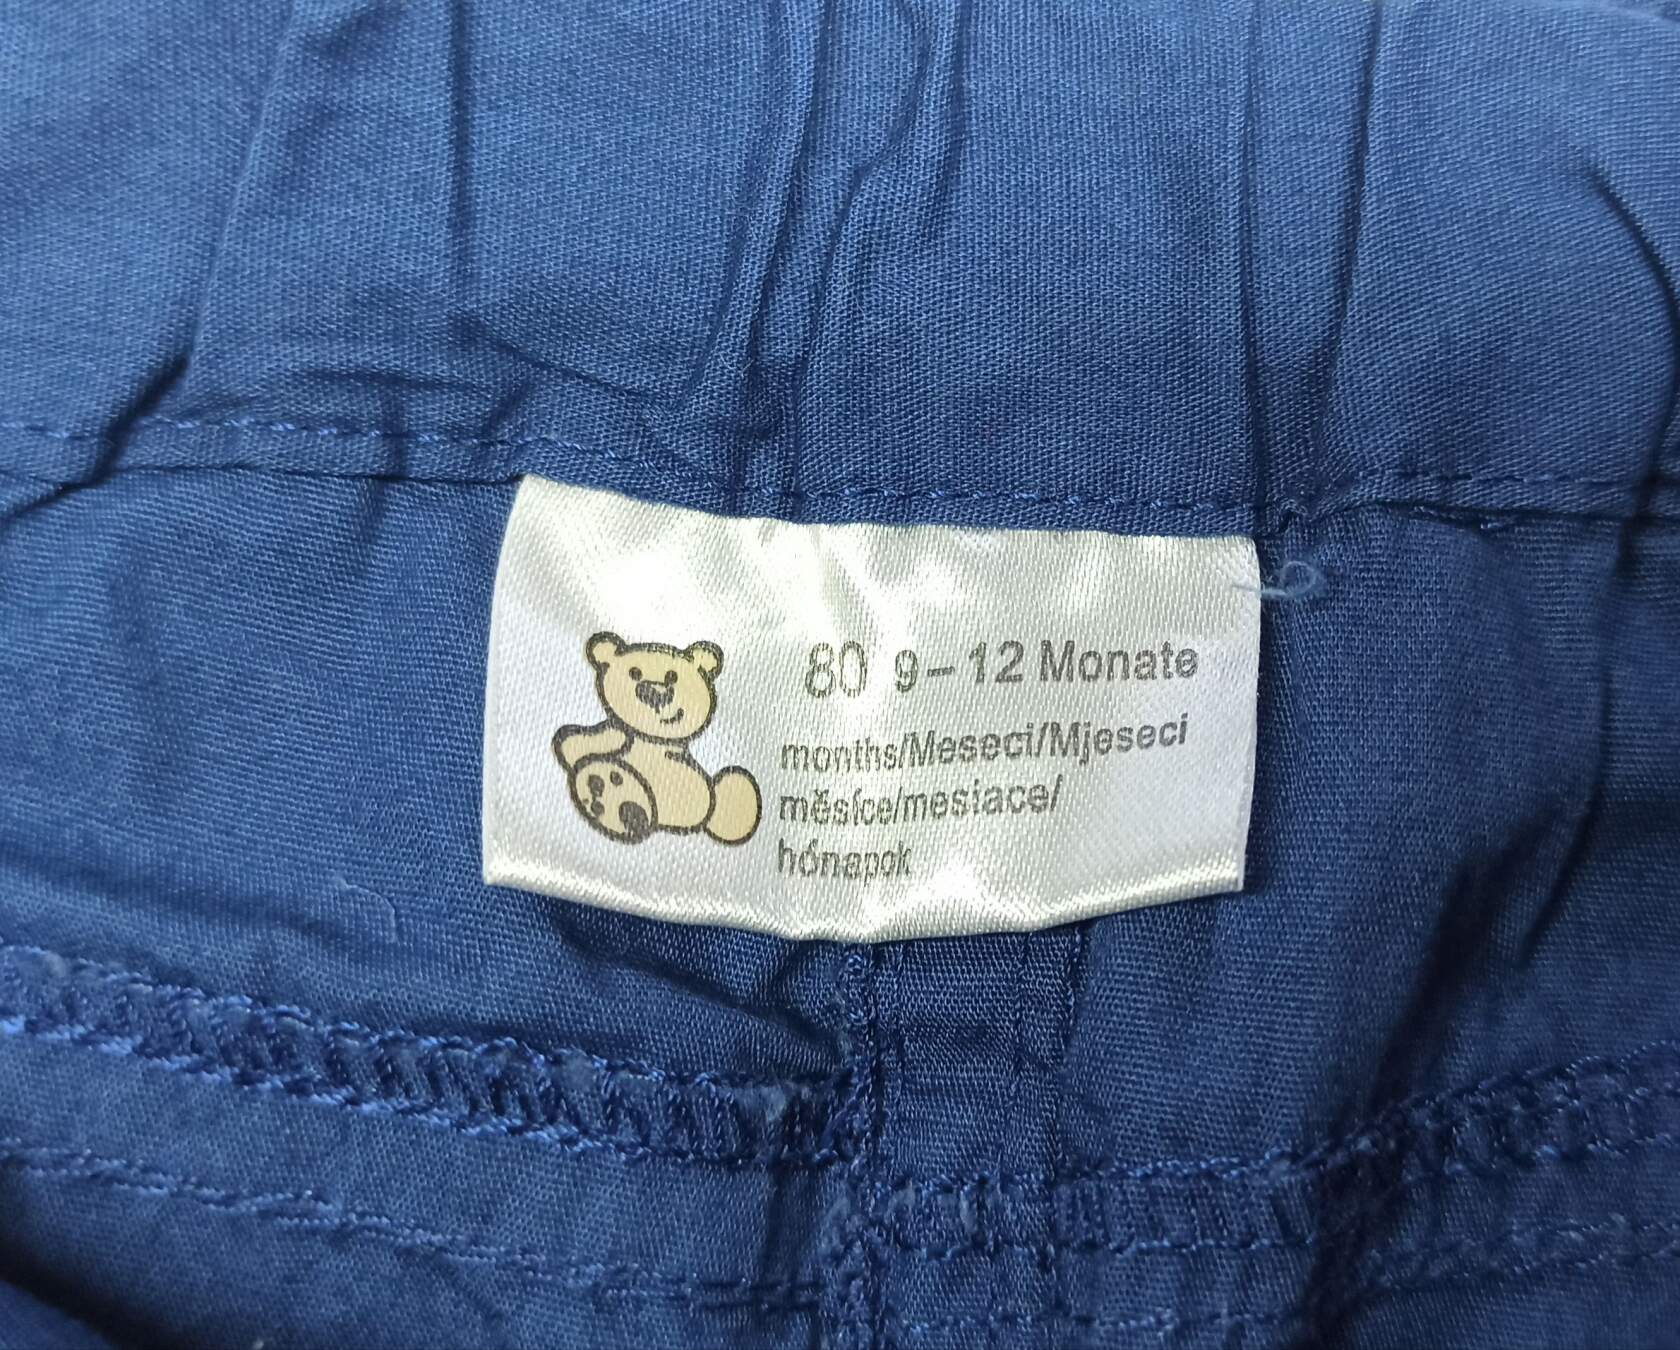 80 9–12 Monate
months/Meseci/Mjeseci
měsíce/mesiace/
hónapok